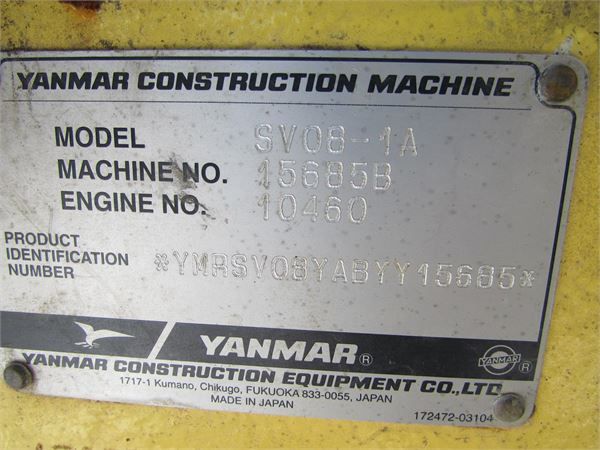 YANMAR CONSTRUCTION MACHINE
MODEL SV08-1A
MACHINE NO. 15685B
ENGINE NO. 10460
PRODUCT
IDENTIFICATION
NUMBER *YMRSV08YABYY15685*
YANMAR®
YANMAR ®
YANMAR CONSTRUCTION EQUIPMENT CO.,LTD.
1717-1 Kumano, Chikugo, FUKUOKA 833-0055, JAPAN
MADE IN JAPAN
172472-03104